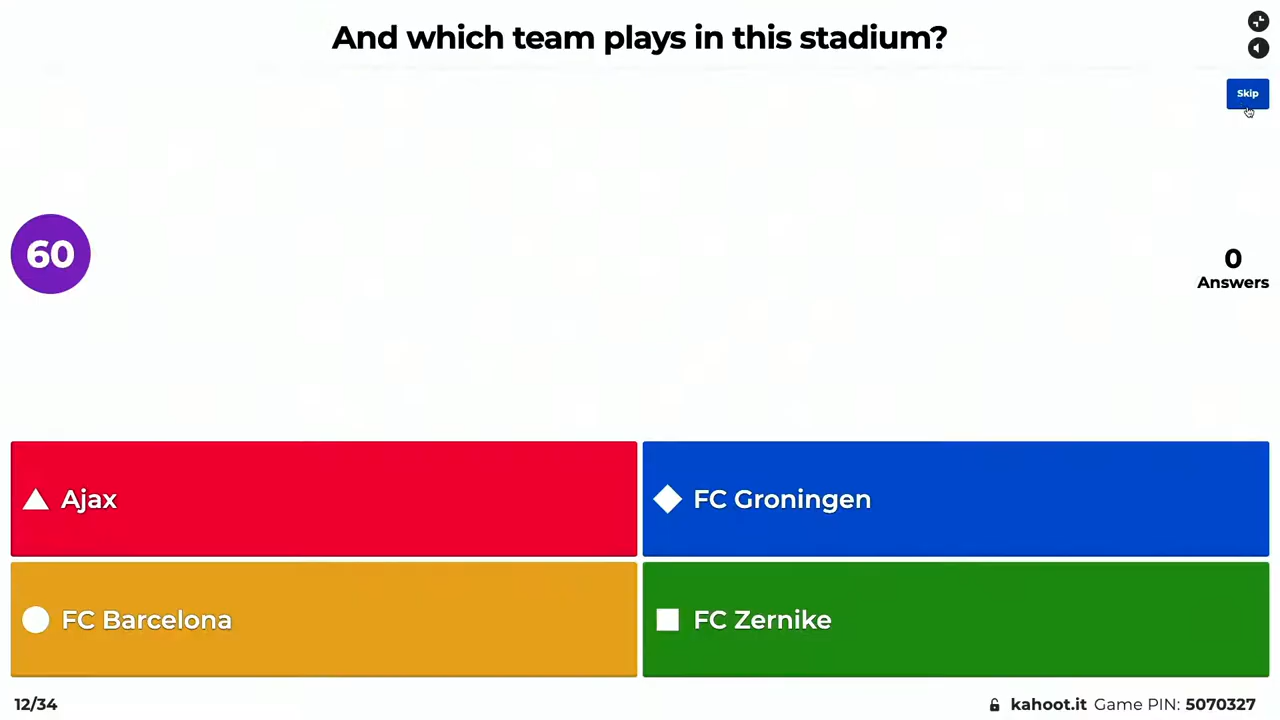 And which team plays in this stadium?
Skip
60
0
Answers
Ajax
FC Groningen
FC Barcelona
FC Zernike
12/34
kahoot.it Game PIN: 5070327